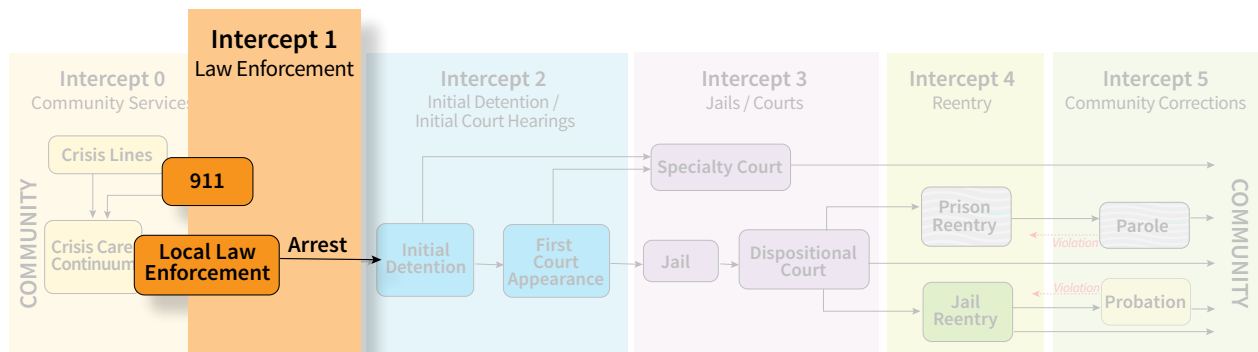 COMMUNITY
Intercept 0
Community Services
Crisis Lines
Crisis Care
Continuum
Intercept 1
Law Enforcement
911
Local Law
Enforcement
Arrest
Intercept 2
Initial Detention /
Initial Court Hearings
Initial
Detention
First
Court
Appearance
Intercept 3
Jails / Courts
Specialty Court
Jail
Dispositional
Court
Intercept 4
Reentry
Prison
Reentry
Jail
Reentry
Intercept 5
Community Corrections
Violation
Parole
Violation
Probation
COMMUNITY